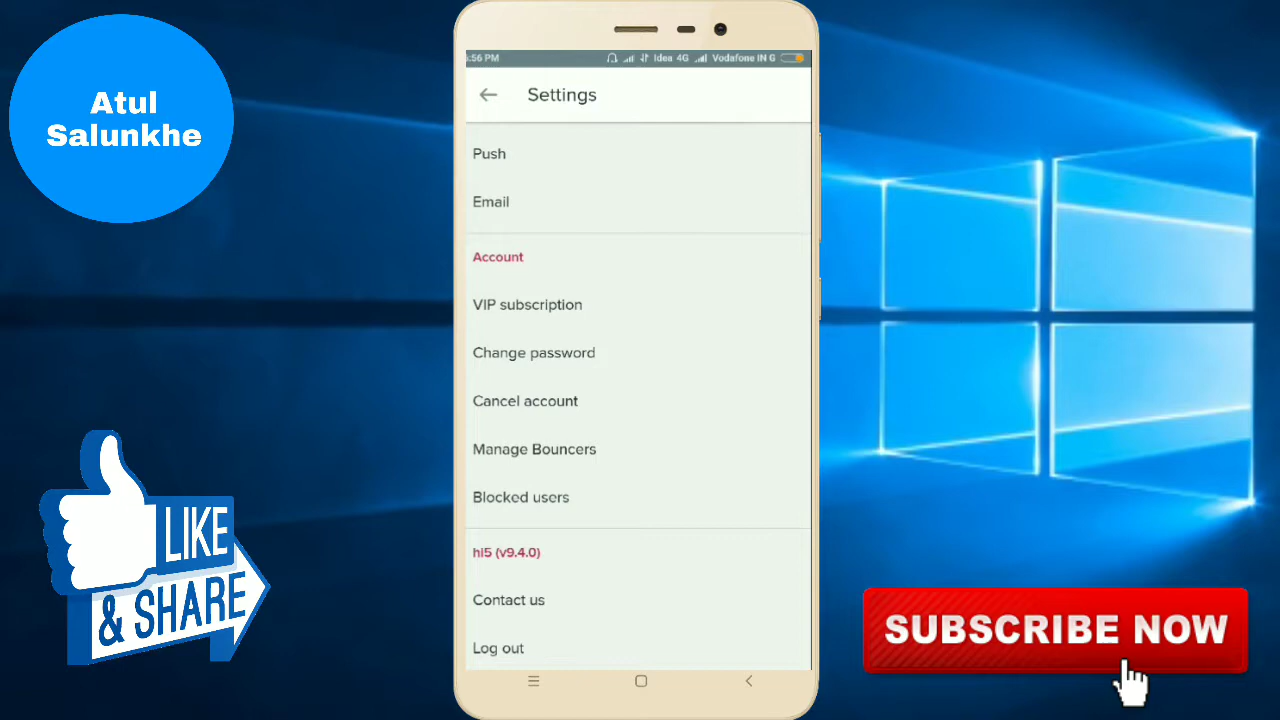 Atul
Salunkhe
:56 PM
Idea 4G
Vodafone IN G
Settings
Push
Email
Account
VIP subscription
Change password
Cancel account
Manage Bouncers
Blocked users
hi5 (v9.4.0)
Contact us
Log out
LIKE
& SHARE
SUBSCRIBE NOW